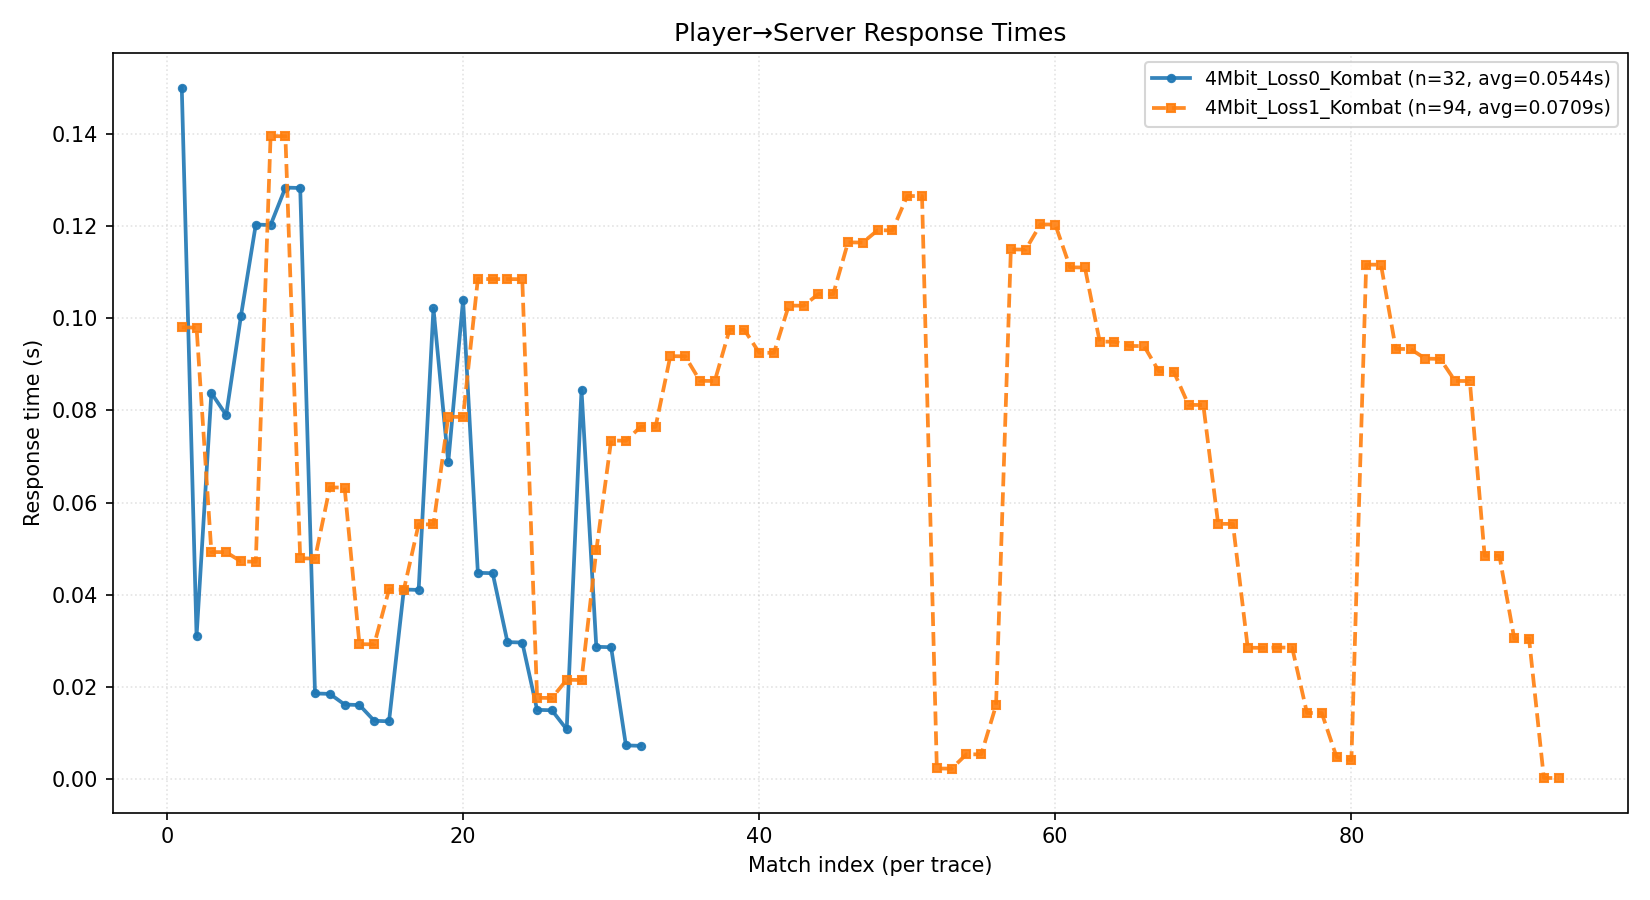 Player→Server Response Times
4Mbit_Loss0_Kombat (n=32, avg=0.0544s)
4Mbit_Loss1_Kombat (n=94, avg=0.0709s)
Response time (s)
0.14
0.12
0.10
0.08
0.06
0.04
0.02
0.00
0 20 40 60 80
Match index (per trace)